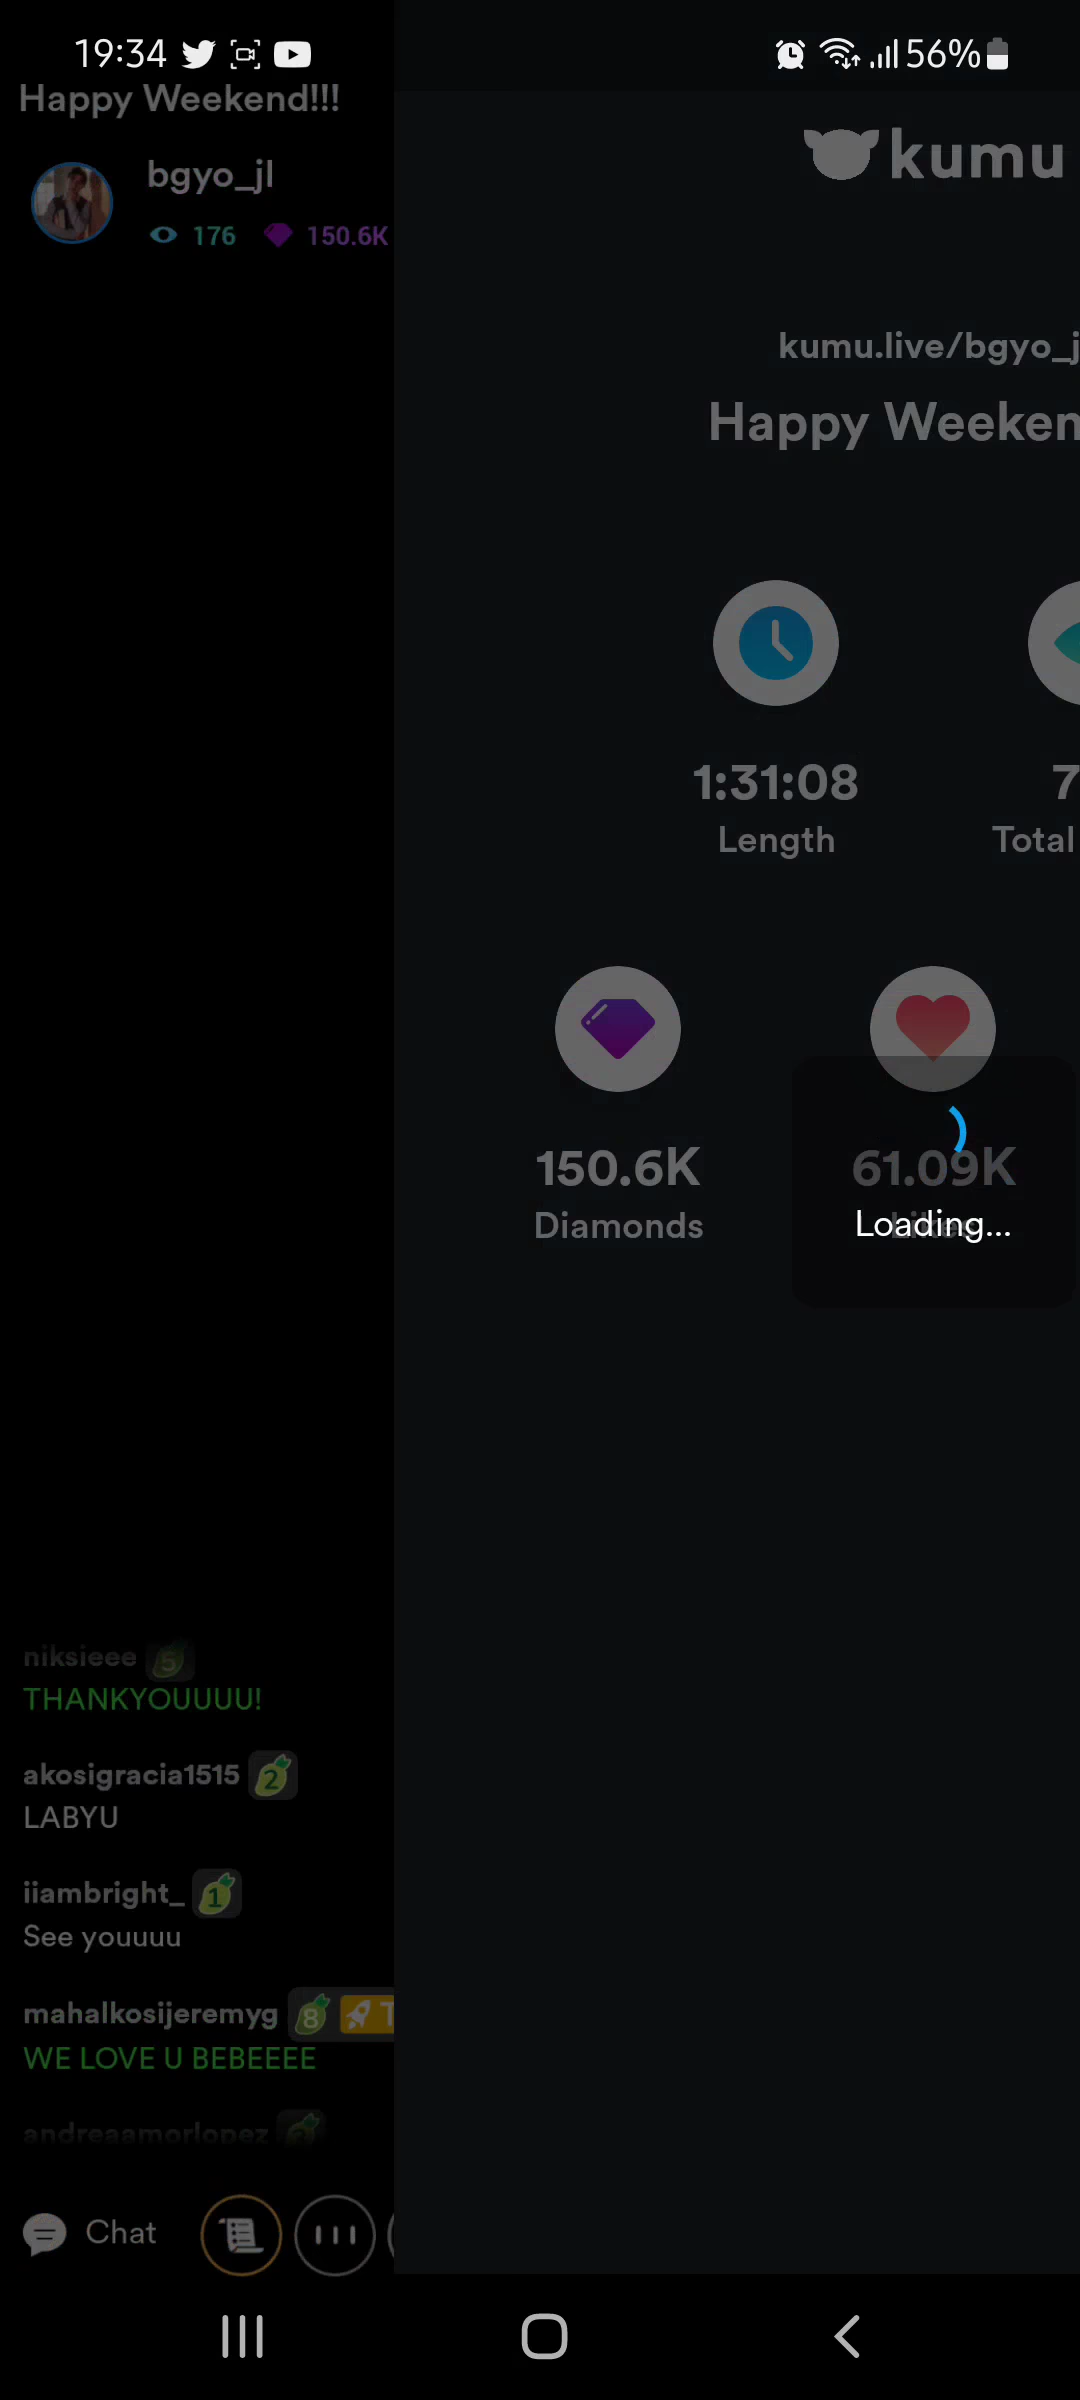 19:34
56%
Happy Weekend!!!
bgyo_jl
176 150.6K
kumu
kumu.live/bgyo_j
Happy Weeken
1:31:08 7
Length Total
150.6K 61.09K
Diamonds Likes
Loading...
niksieee 5
THANKYOUUUU!
akosigracia1515 2
LABYU
iiambright_ 1
See youuuu
mahalkosijeremyg 8 T
WE LOVE U BEBEEEE
andreaamorlopez
Chat